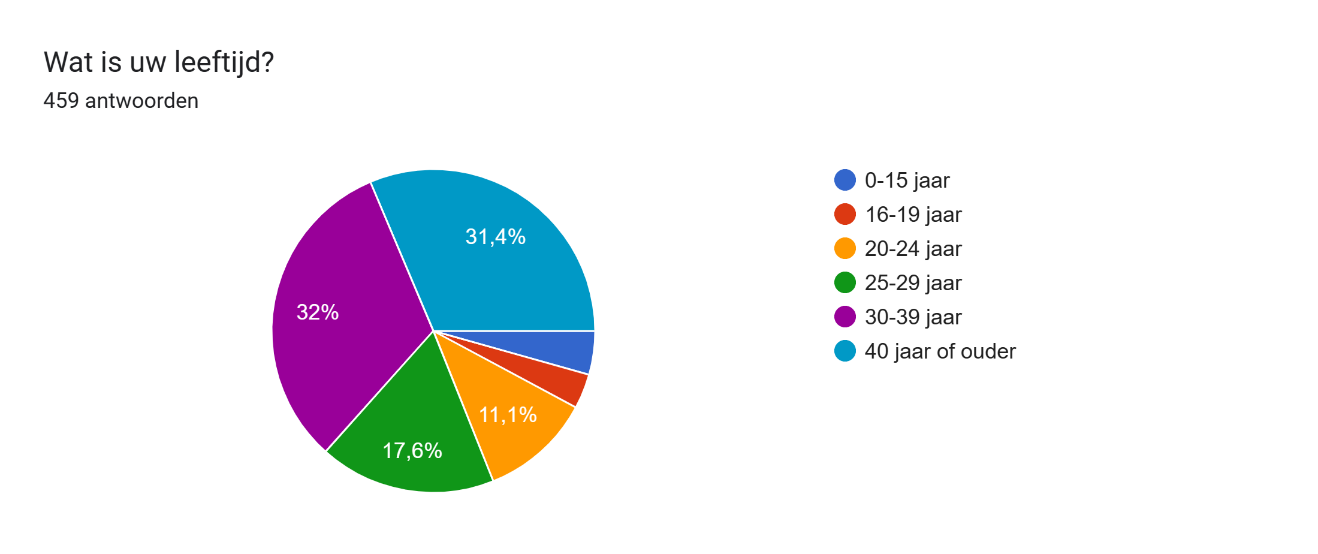 Wat is uw leeftijd?
459 antwoorden
31,4%
32%
11,1%
17,6%
0-15 jaar
16-19 jaar
20-24 jaar
25-29 jaar
30-39 jaar
40 jaar of ouder